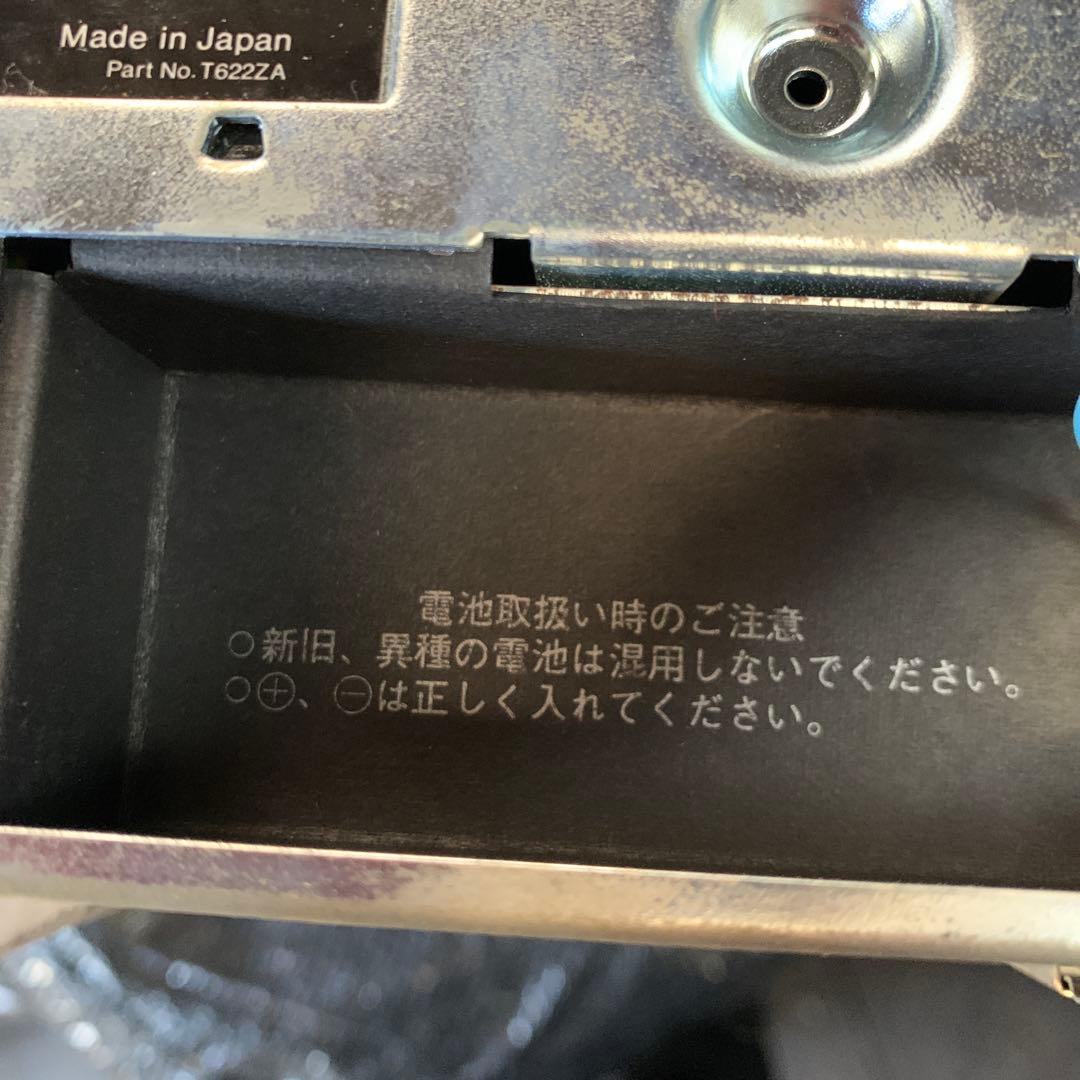 Made in Japan
Part No. T622ZA
電池取扱い時のご注意
○新旧、異種の電池は混用しないでください。
○⊕、⊖は正しく入れてください。